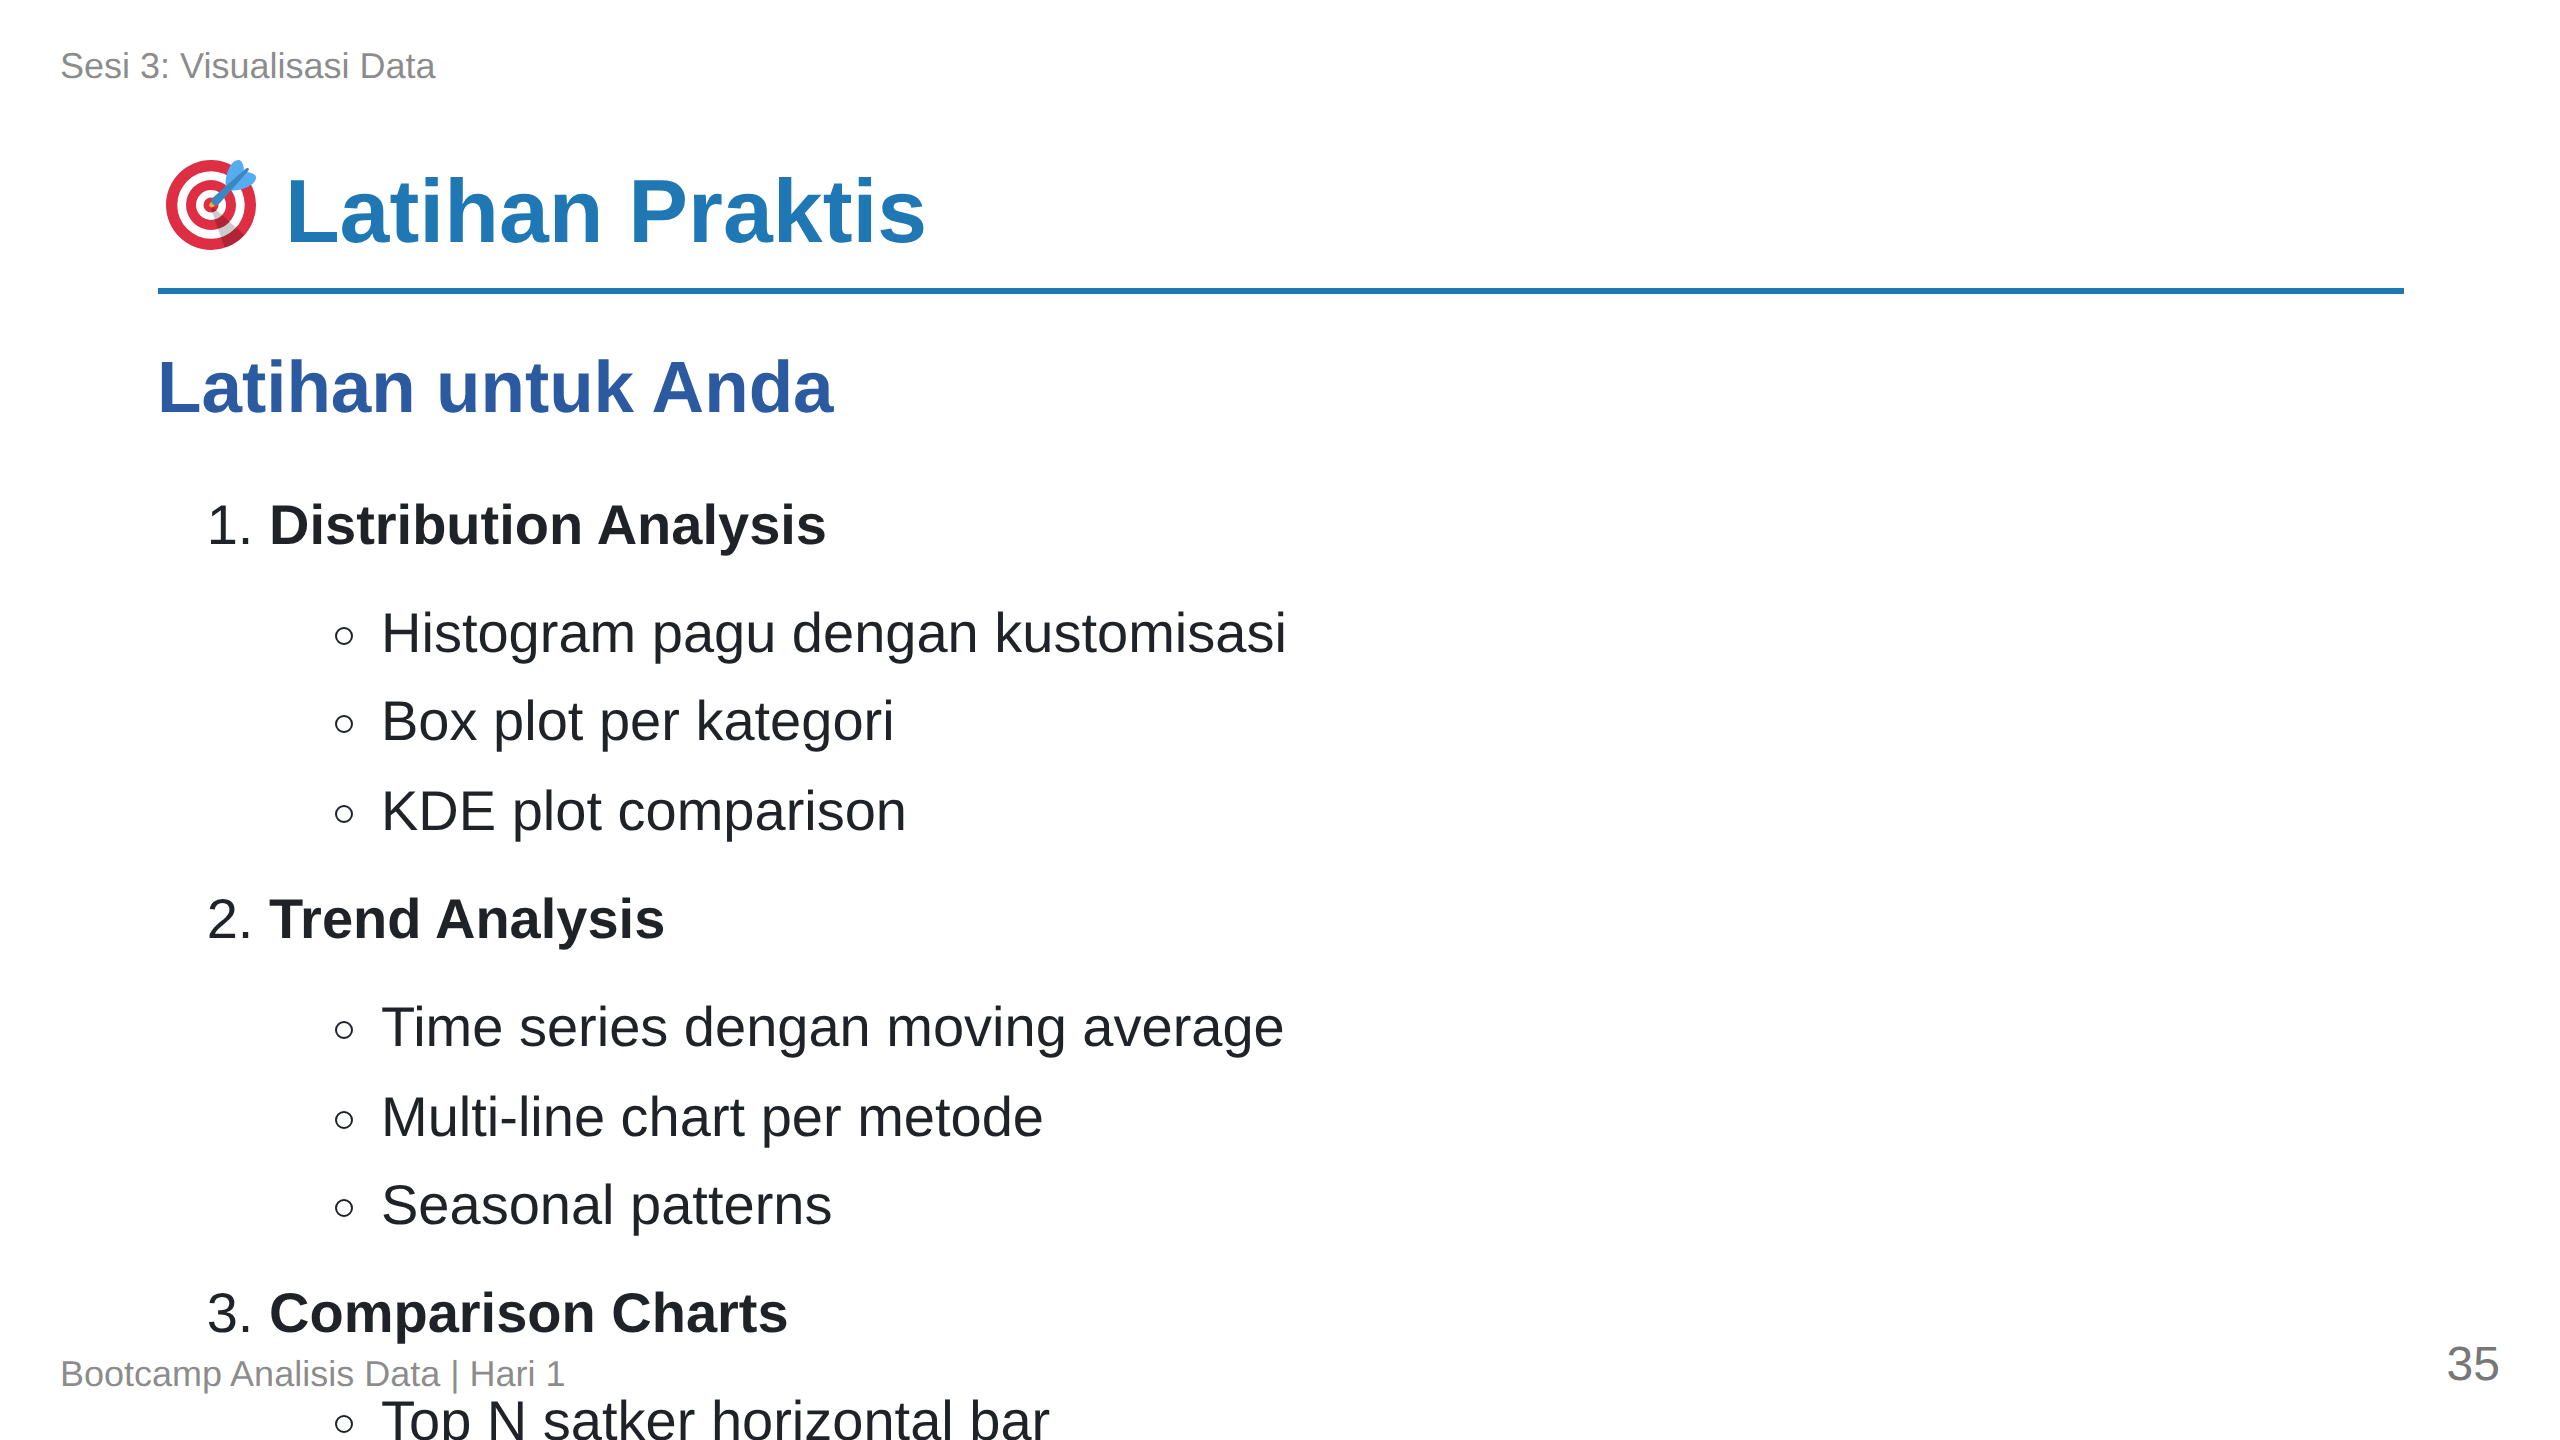 Sesi 3: Visualisasi Data
Latihan Praktis
Latihan untuk Anda
1. Distribution Analysis
Histogram pagu dengan kustomisasi
Box plot per kategori
KDE plot comparison
2. Trend Analysis
Time series dengan moving average
Multi-line chart per metode
Seasonal patterns
3. Comparison Charts
Bootcamp Analisis Data | Hari 1
35
Top N satker horizontal bar